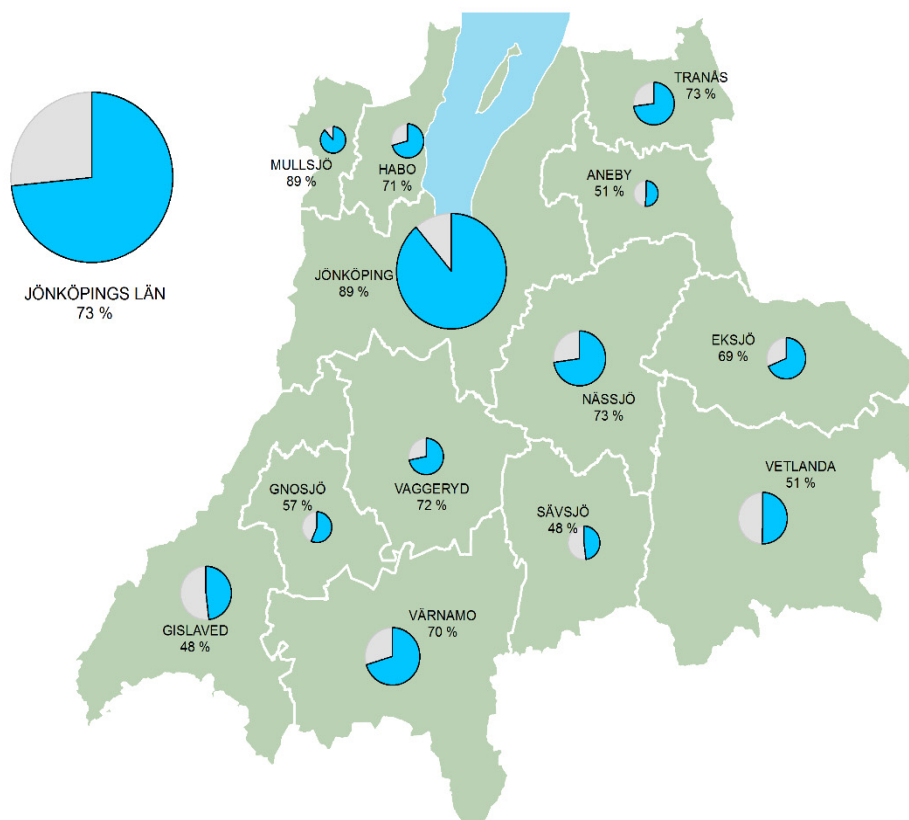 TRANÅS
73 %
MULLSJÖ
89 %
HABO
71 %
ANEBY
51 %
JÖNKÖPING
89 %
JÖNKÖPINGS LÄN
73 %
EKSJÖ
69 %
NÄSSJÖ
73 %
VETLANDA
51 %
GNOSJÖ
57 %
VAGGERYD
72 %
SÄVSJÖ
48 %
GISLAVED
48 %
VÄRNAMO
70 %